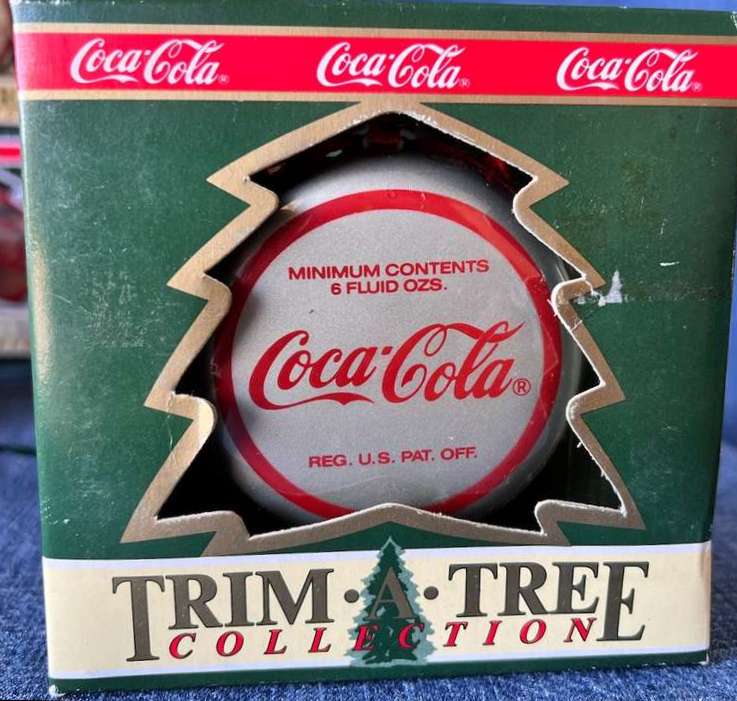 Coca-Cola® Coca-Cola® Coca-Cola®
MINIMUM CONTENTS
6 FLUID OZS.
Coca-Cola®
REG. U.S. PAT. OFF.
TRIM·A·TREE
COLLECTION